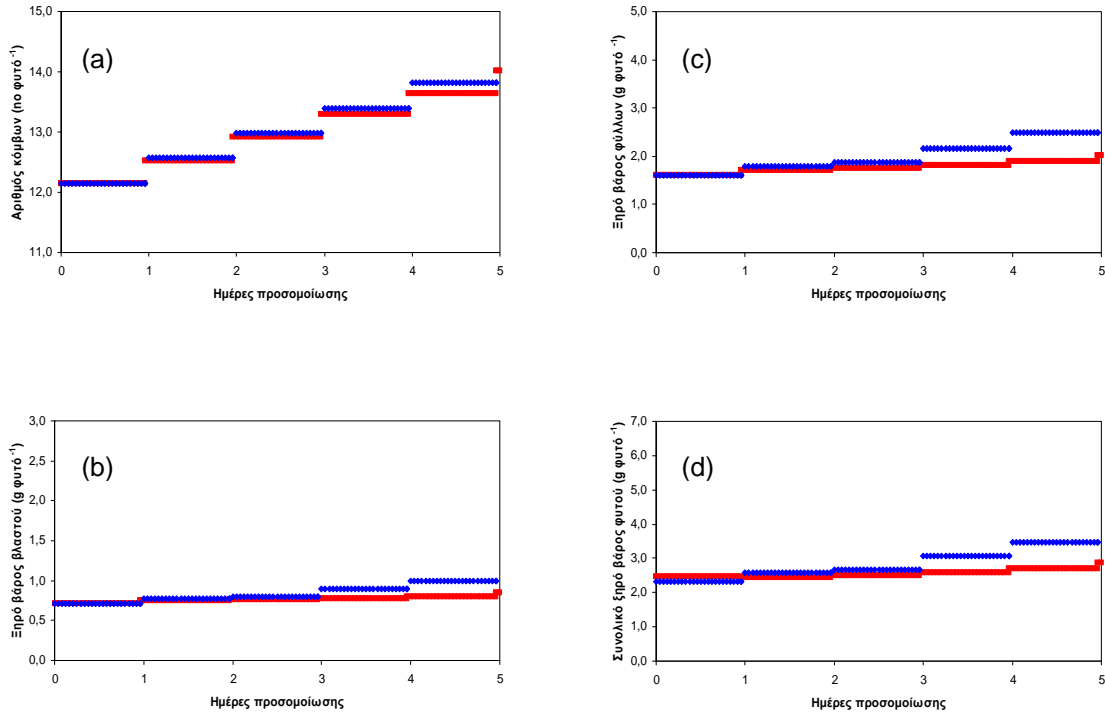 15,0
14,0
13,0
12,0
11,0
(a)
Αριθμός κόμβων (no φυτό -1)
0 1 2 3 4 5
Ημέρες προσομοίωσης
5,0
4,0
3,0
2,0
1,0
0,0
(c)
Ξηρό βάρος φύλλων (g φυτό -1)
0 1 2 3 4 5
Ημέρες προσομοίωσης
3,0
2,5
2,0
1,5
1,0
0,5
0,0
(b)
Ξηρό βάρος βλαστού (g φυτό -1)
0 1 2 3 4 5
Ημέρες προσομοίωσης
7,0
6,0
5,0
4,0
3,0
2,0
1,0
0,0
(d)
Συνολικό ξηρό βάρος φυτού (g φυτό -1)
0 1 2 3 4 5
Ημέρες προσομοίωσης